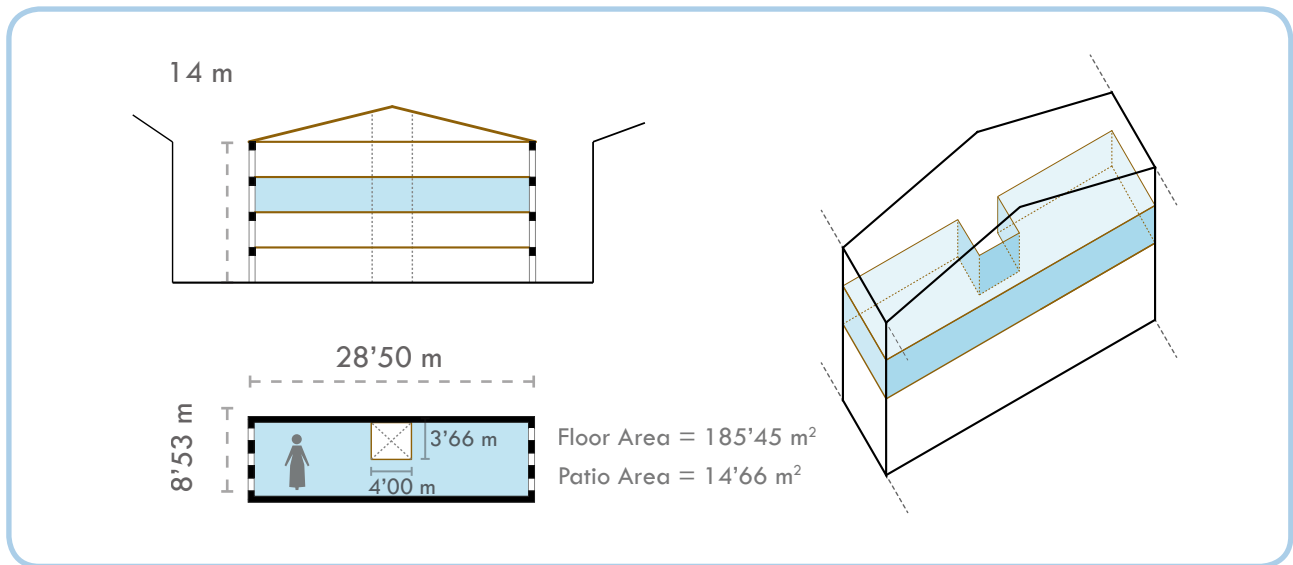 14 m
28’50 m
8’53 m
3’66 m
4’00 m
Floor Area = 185’45 m²
Patio Area = 14’66 m²